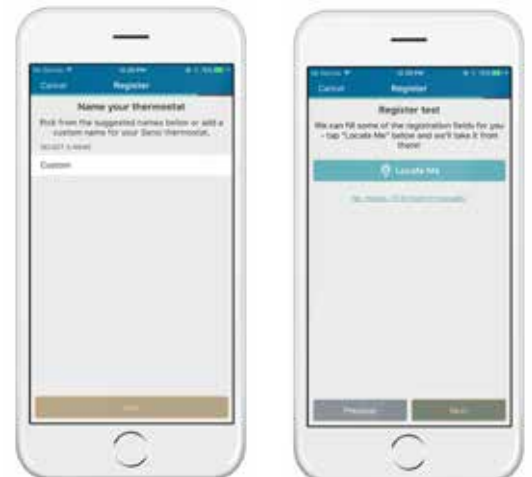 Cancel Register
Name your thermostat
Pick from the suggested names below or add a
custom name for your Sensi thermostat.
SELECT A NAME
Custom
Next
Cancel Register
Register test
We can fill some of the registration fields for you
- tap "Locate Me" below and we'll take it from
there!
Locate Me
Previous Next